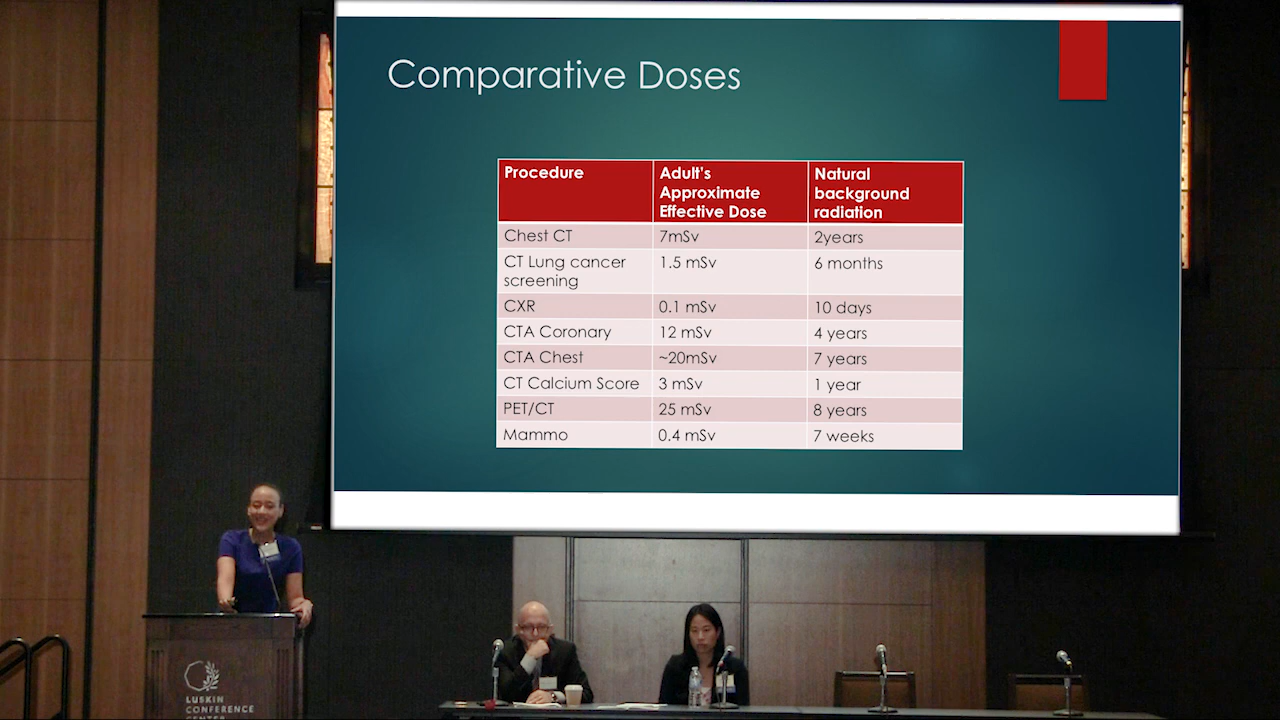 Comparative Doses
Procedure
Adult's
Approximate
Effective Dose
Natural
background
radiation
Chest CT
7mSv
2years
CT Lung cancer
screening
1.5 mSv
6 months
CXR
0.1 mSv
10 days
CTA Coronary
12 mSv
4 years
CTA Chest
~20mSv
7 years
CT Calcium Score
3 mSv
1 year
PET/CT
25 mSv
8 years
Mammo
0.4 mSv
7 weeks
LUSKIN
CONFERENCE
CENTER